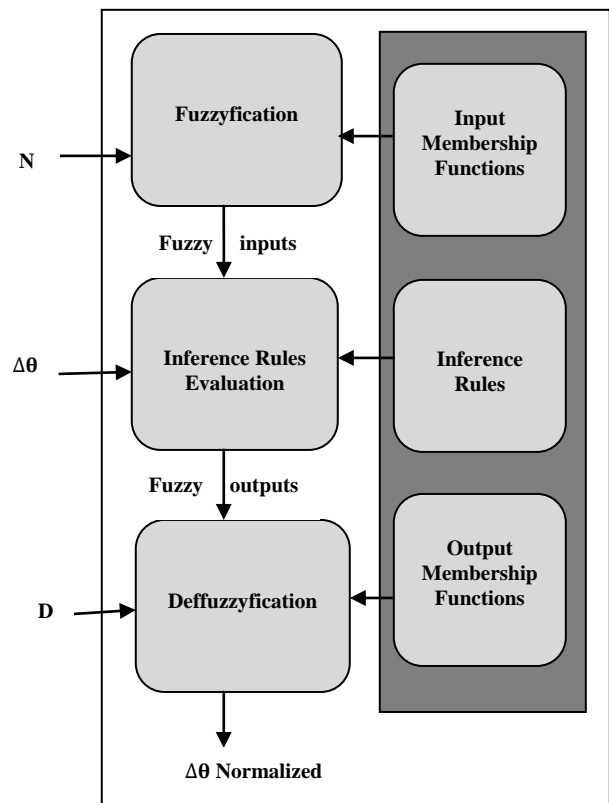 Fuzzyfication
Input
Membership
Functions
N
Fuzzy inputs
Δθ
Inference Rules
Evaluation
Inference
Rules
Fuzzy outputs
D
Deffuzzyfication
Output
Membership
Functions
Δθ Normalized